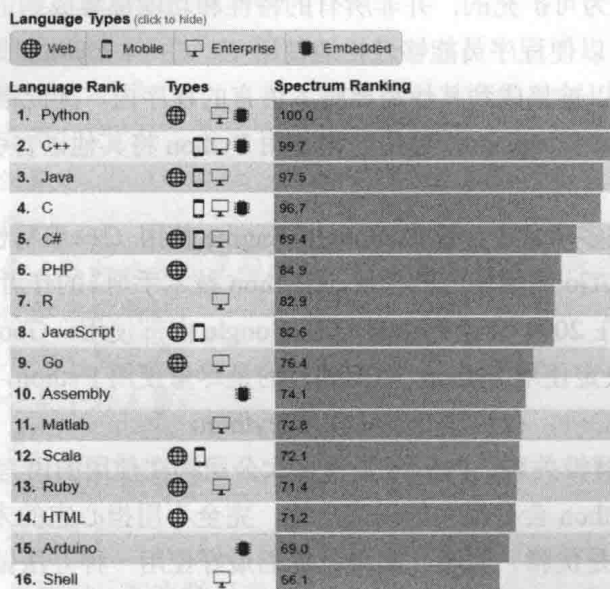 Language Types (click to hide)
Web Mobile Enterprise Embedded
Language Rank Types Spectrum Ranking
1. Python 100.0
2. C++ 99.7
3. Java 97.5
4. C 96.7
5. C# 89.4
6. PHP 84.9
7. R 82.9
8. JavaScript 82.6
9. Go 76.4
10. Assembly 74.1
11. Matlab 72.8
12. Scala 72.1
13. Ruby 71.4
14. HTML 71.2
15. Arduino 69.0
16. Shell 66.1